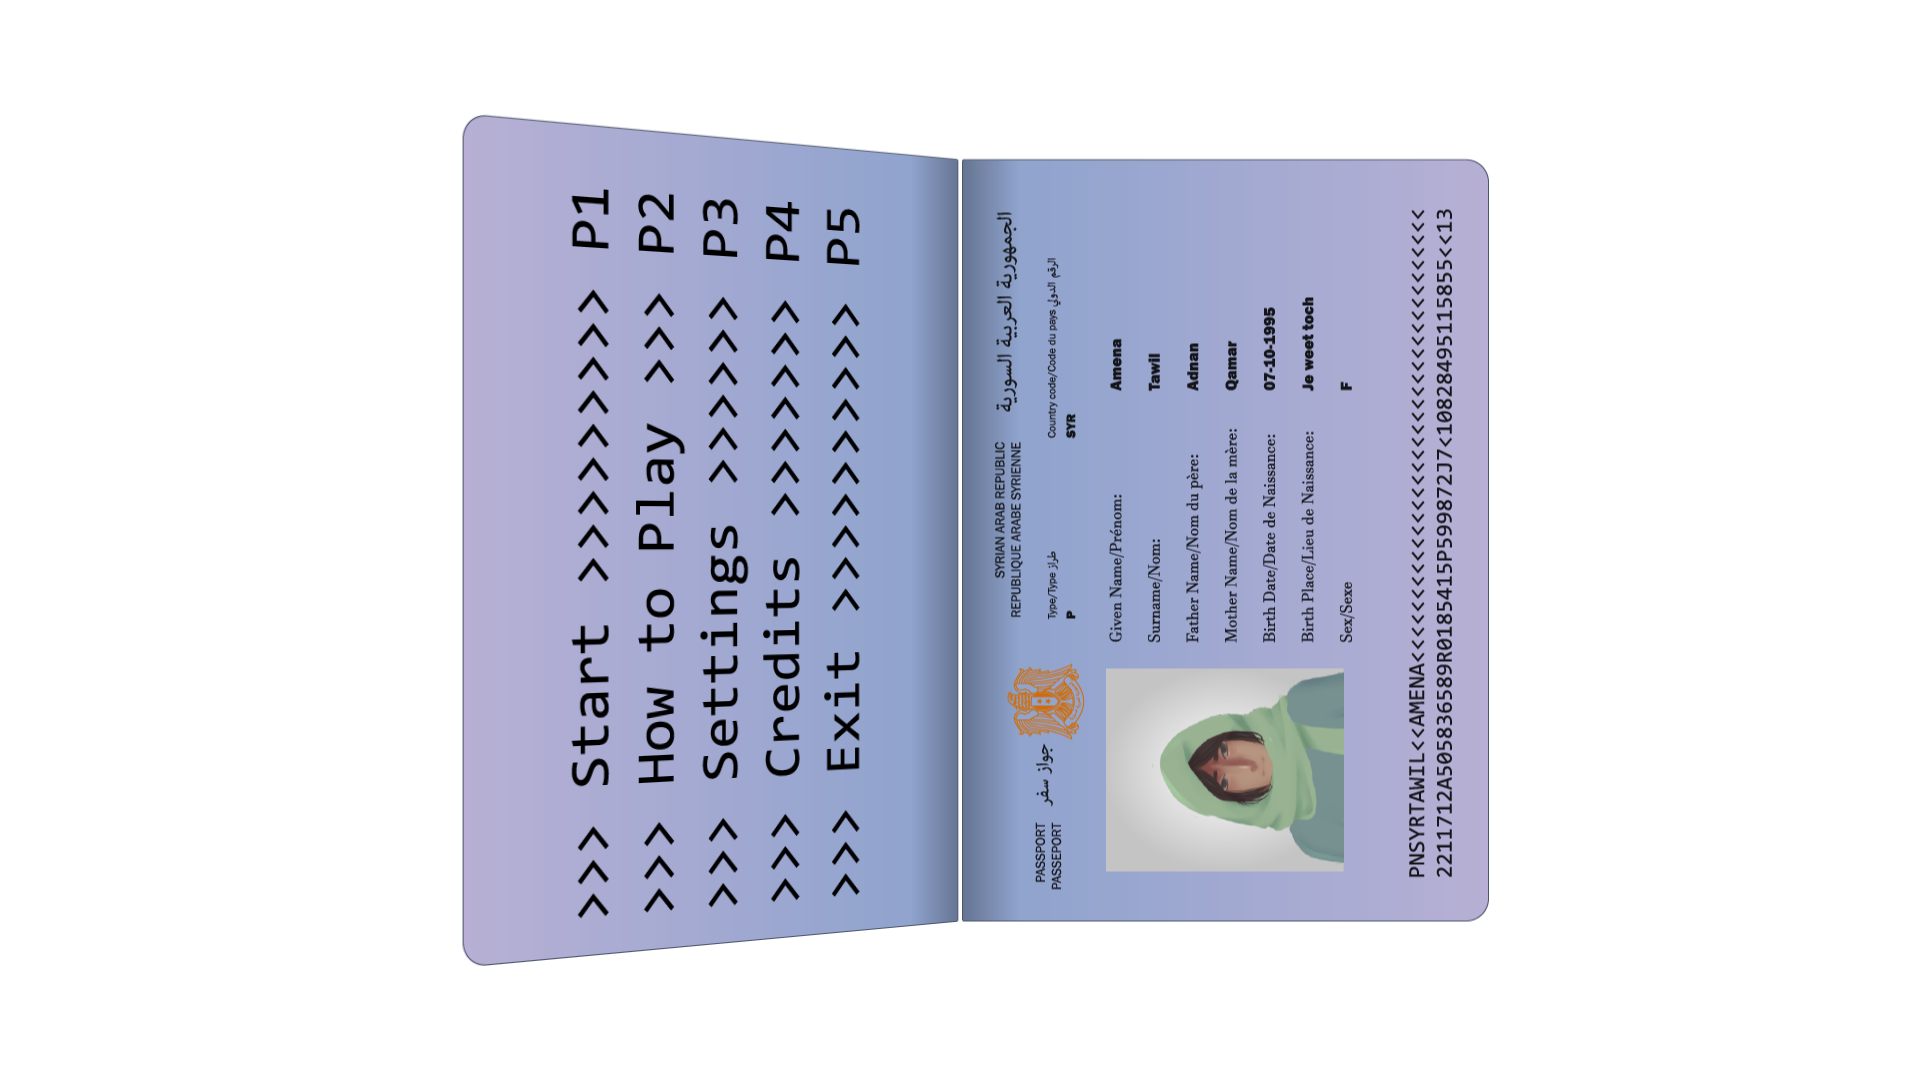 >>> Start >>>>>>>>> P1
>>> How to Play >>> P2
>>> Settings >>>>>> P3
>>> Credits >>>>>>> P4
>>> Exit >>>>>>>>>> P5
SYRIAN ARAB REPUBLIC
REPUBLIQUE ARABE SYRIENNE
الجمهورية العربية السورية
PASSPORT
PASSEPORT
جواز سفر
Type/Type طراز
P
Country code/Code du pays الرقم الدولي
SYR
Given Name/Prénom: Amena
Surname/Nom: Tawil
Father Name/Nom du père: Adnan
Mother Name/Nom de la mère: Qamar
Birth Date/Date de Naissance: 07-10-1995
Birth Place/Lieu de Naissance: Je weet toch
Sex/Sexe F
PNSYRTAWIL<<AMENA<<<<<<<<<<<<<<<<<<<<<<<<<<<<<<<<<<<
2211712A5058365589R0185415P599872J7<10828495115855<<13